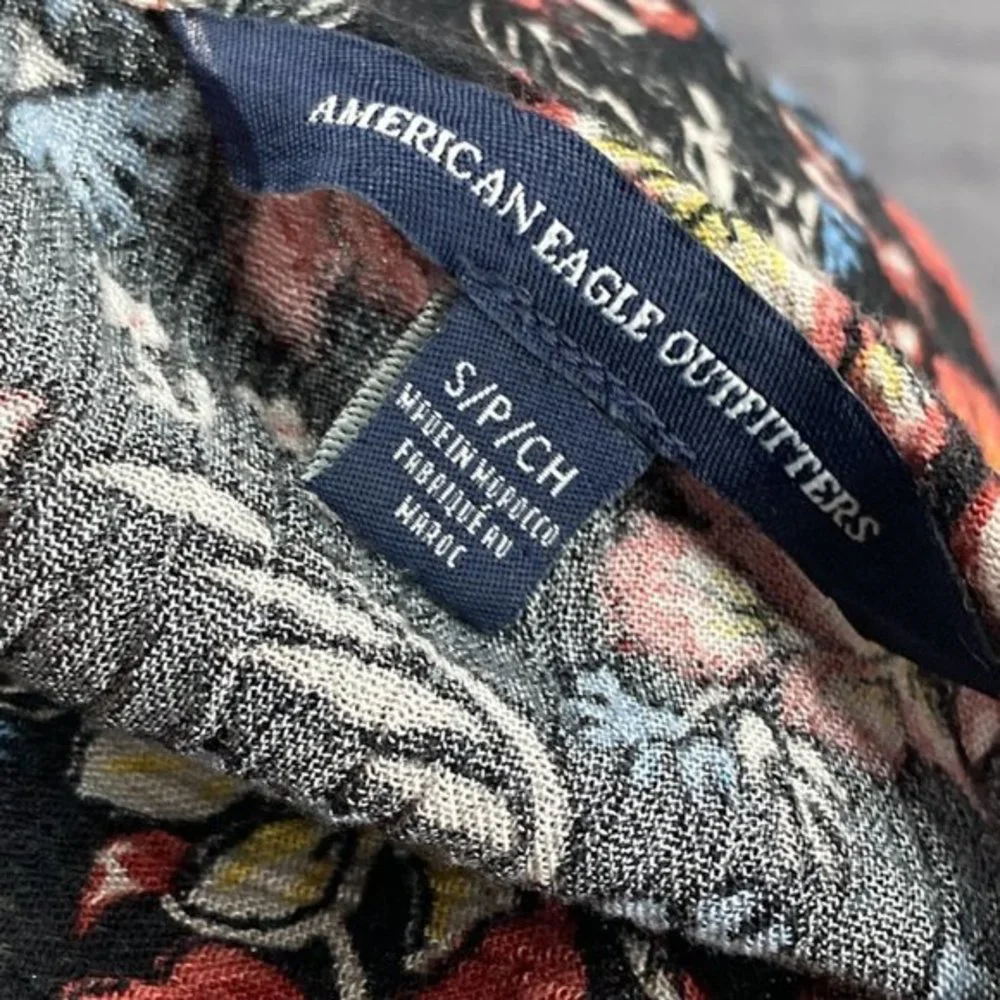 AMERICAN EAGLE OUTFITTERS
S/P/CH
MADE IN MOROCCO
FABRIQUÉ AU
MAROC